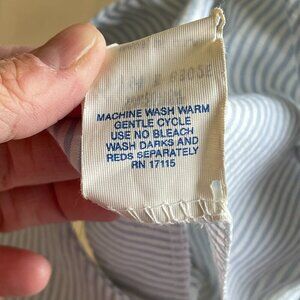 MACHINE WASH WARM
GENTLE CYCLE
USE NO BLEACH
WASH DARKS AND
REDS SEPARATELY
RN 17115